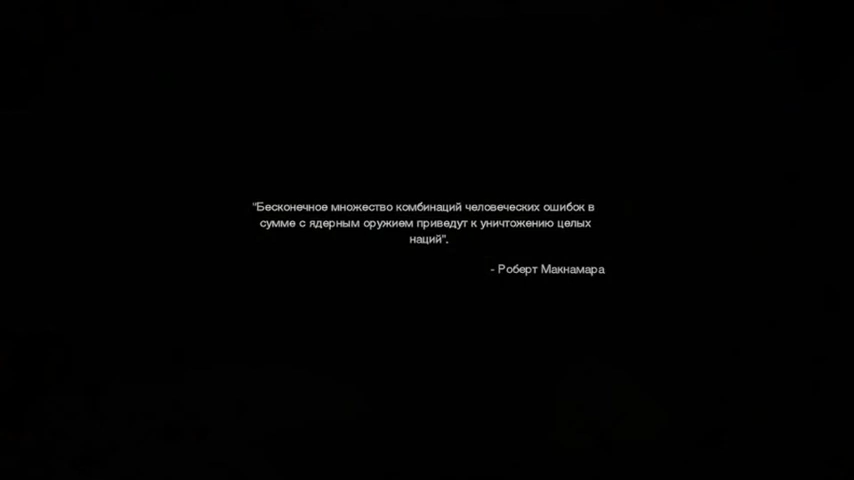 "Бесконечное множество комбинаций человеческих ошибок в
сумме с ядерным оружием приведут к уничтожению целых
наций".
- Роберт Макнамара